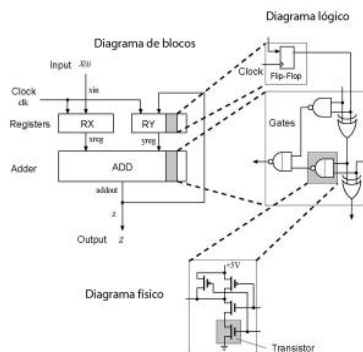 Diagrama lógico
Diagrama de blocos
Input X(t)
xin
Clock
clk
Clock
Flip-Flop
Registers
RX
RY
xreg
yreg
Gates
Adder
ADD
addout
z
Output Z
+5V
Diagrama físico
Transistor